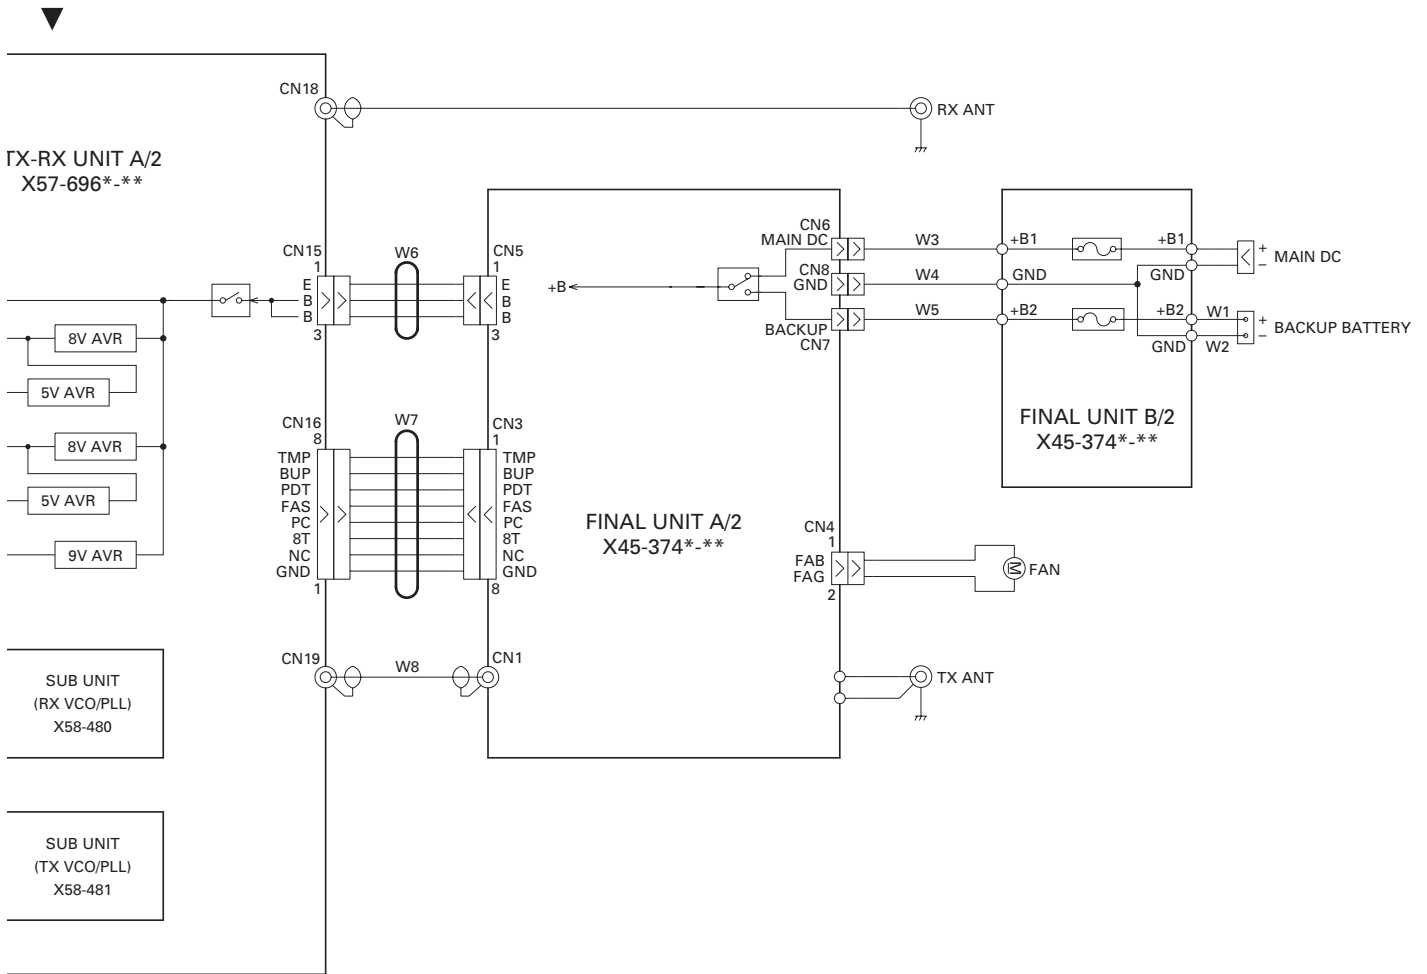 CN18
RX ANT
TX-RX UNIT A/2
X57-696*-**
CN15
1
E
B
B
3
W6
CN5
1
E
B
B
3
+B
CN6
MAIN DC
CN8
GND
BACKUP
CN7
W3
W4
W5
+B1
GND
+B2
+B1
GND
+B2
GND
W1
W2
+
–
MAIN DC
+
–
BACKUP BATTERY
FINAL UNIT B/2
X45-374*-**
8V AVR
5V AVR
8V AVR
5V AVR
9V AVR
CN16
8
TMP
BUP
PDT
FAS
PC
8T
NC
GND
1
W7
CN3
1
TMP
BUP
PDT
FAS
PC
8T
NC
GND
8
FINAL UNIT A/2
X45-374*-**
CN4
1
FAB
FAG
2
M
FAN
CN19
W8
CN1
TX ANT
SUB UNIT
(RX VCO/PLL)
X58-480
SUB UNIT
(TX VCO/PLL)
X58-481